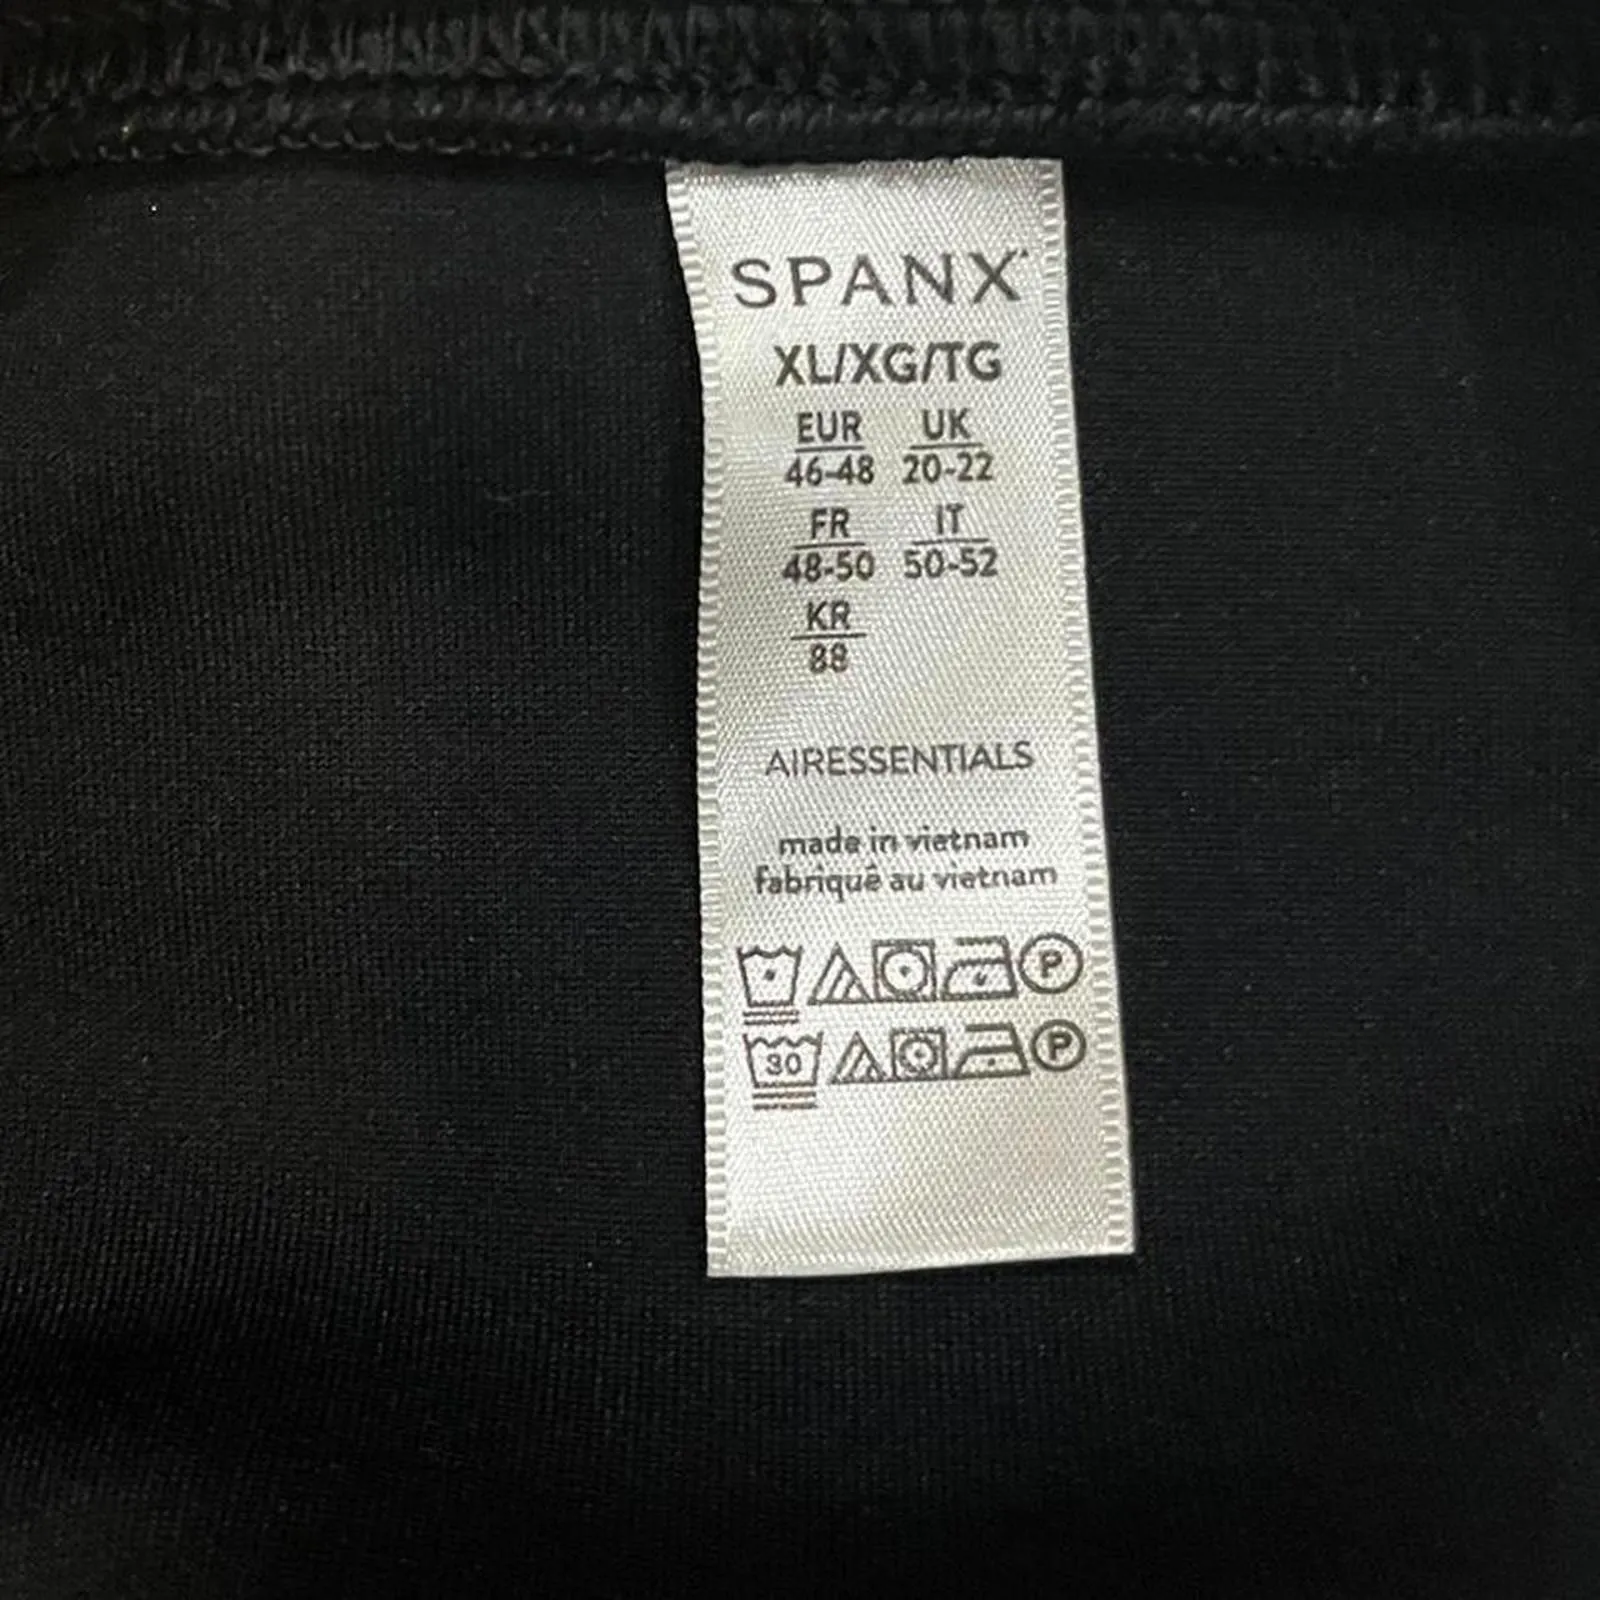 SPANX
XL/XG/TG
EUR UK
46-48 20-22
FR IT
48-50 50-52
KR
88
AIRESSENTIALS
made in vietnam
fabriqué au vietnam
P
30 P